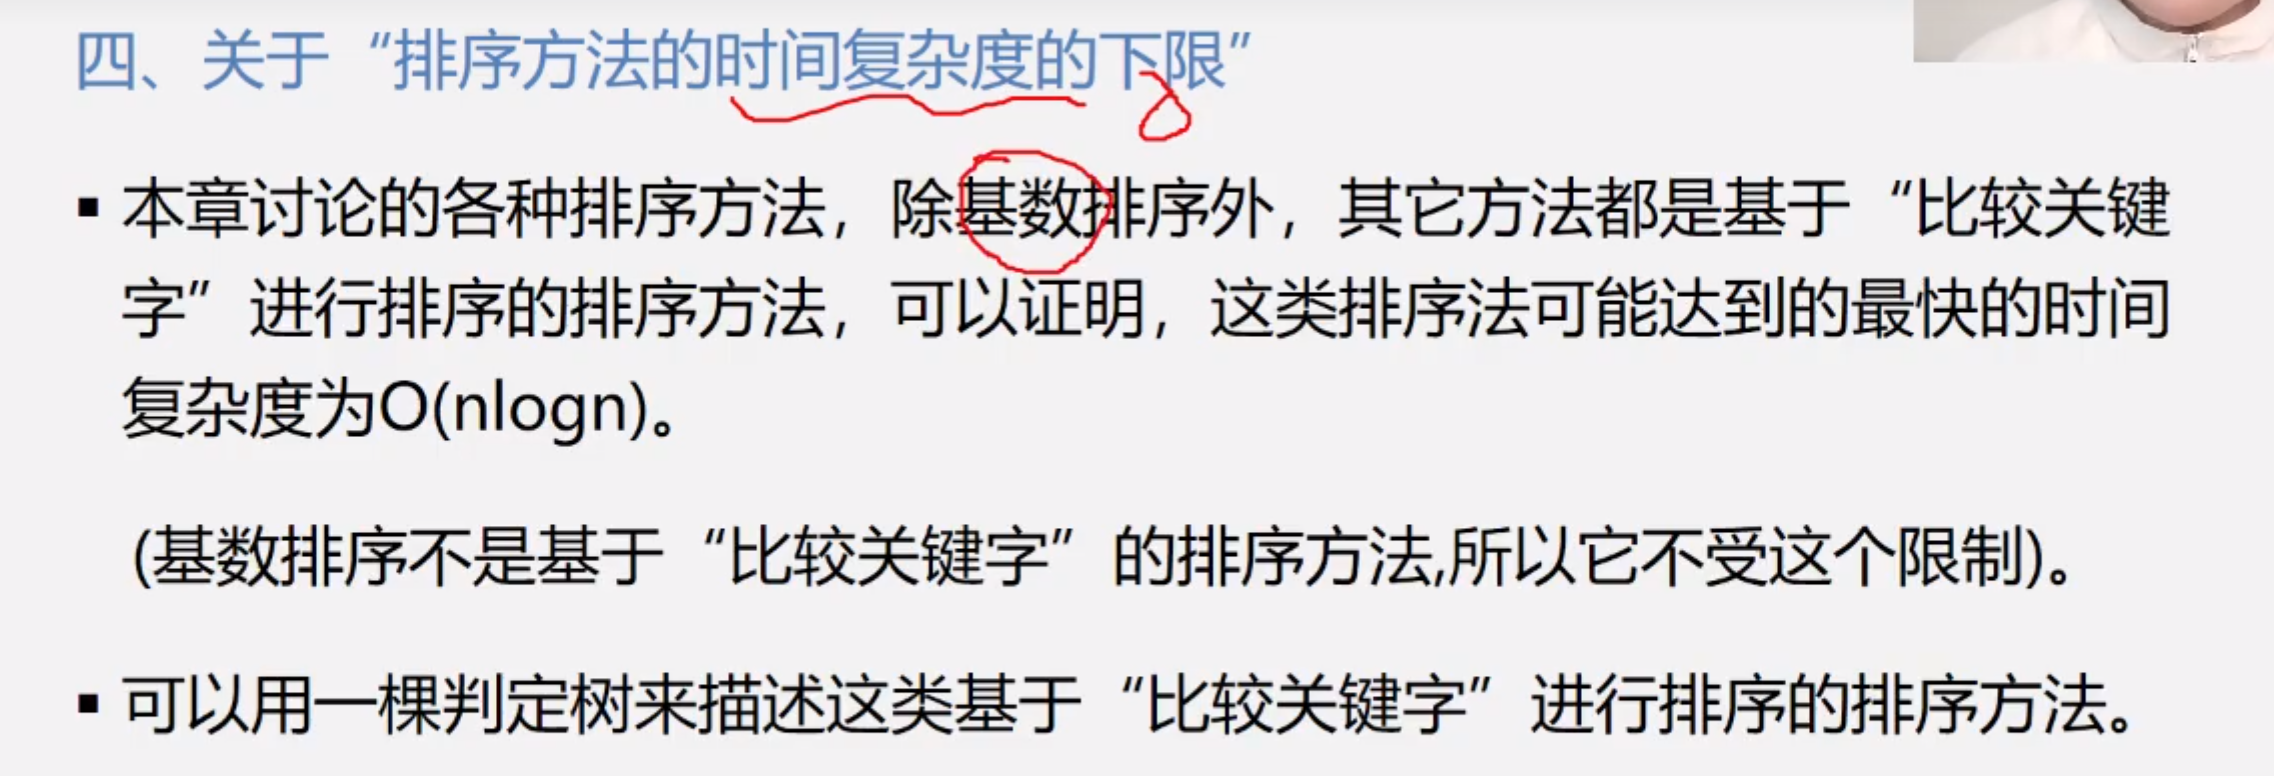 四、关于“排序方法的时间复杂度的下限”
▪ 本章讨论的各种排序方法，除基数排序外，其它方法都是基于“比较关键
字”进行排序的排序方法，可以证明，这类排序法可能达到的最快的时间
复杂度为O(nlogn)。
(基数排序不是基于“比较关键字”的排序方法,所以它不受这个限制)。
▪ 可以用一棵判定树来描述这类基于“比较关键字”进行排序的排序方法。